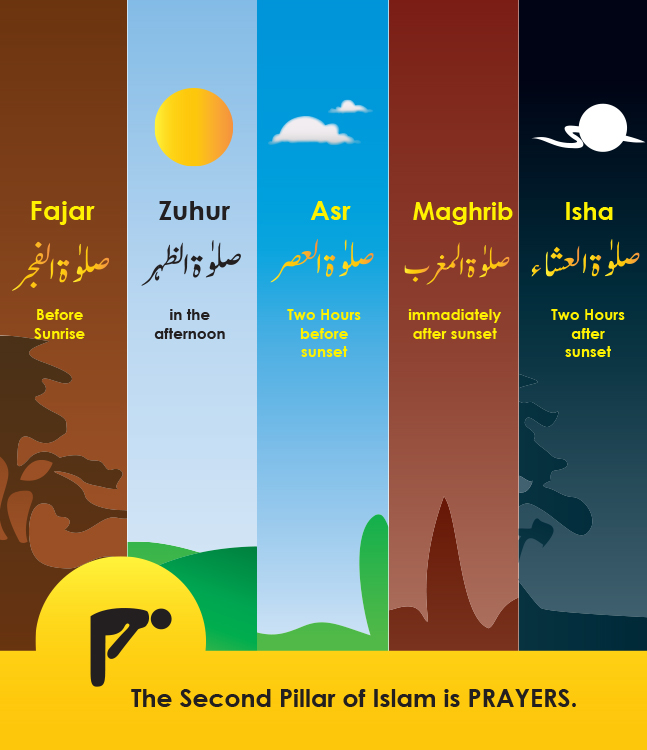 Fajar
صلوٰة الفجر
Before
Sunrise
Zuhur
صلوٰة الظهر
in the
afternoon
Asr
صلوٰة العصر
Two Hours
before
sunset
Maghrib
صلوٰة المغرب
immadiately
after sunset
Isha
صلوٰة العشاء
Two Hours
after
sunset
The Second Pillar of Islam is PRAYERS.